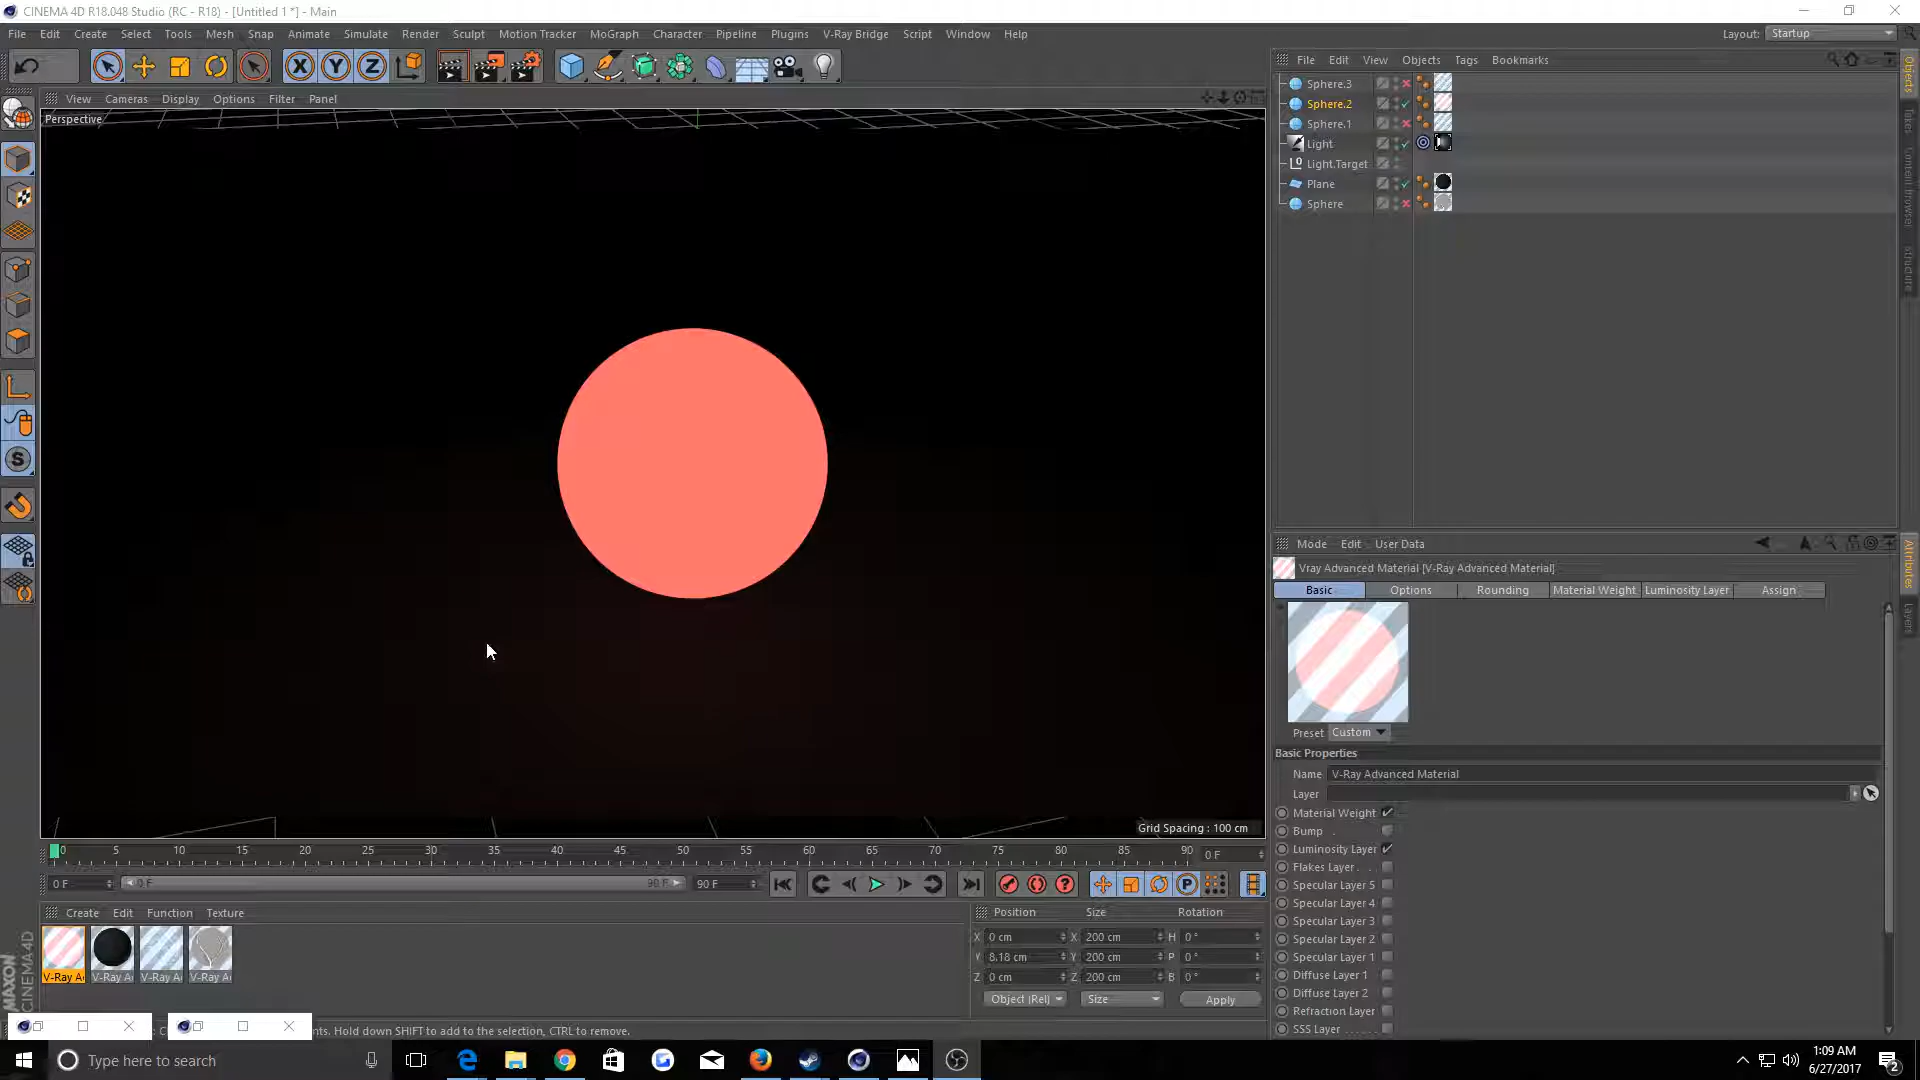 CINEMA 4D R18.048 Studio (RC - R18) - [Untitled 1 *] - Main
File Edit Create Select Tools Mesh Snap Animate Simulate Render Sculpt Motion Tracker MoGraph Character Pipeline Plugins V-Ray Bridge Script Window Help
Layout: Startup
View Cameras Display Options Filter Panel
Perspective
Grid Spacing : 100 cm
File Edit View Objects Tags Bookmarks
Sphere.3
Sphere.2
Sphere.1
Light
Light.Target
Plane
Sphere
Objects
Takes
Content Browser
Structure
Mode Edit User Data
Vray Advanced Material [V-Ray Advanced Material]
Basic Options Rounding Material Weight Luminosity Layer Assign
Preset Custom
Basic Properties
Name V-Ray Advanced Material
Layer
Material Weight
Bump
Luminosity Layer
Flakes Layer
Specular Layer 5
Specular Layer 4
Specular Layer 3
Specular Layer 2
Specular Layer 1
Diffuse Layer 1
Diffuse Layer 2
Refraction Layer
SSS Layer
Attributes
Layers
0 5 10 15 20 25 30 35 40 45 50 55 60 65 70 75 80 85 90 0 F
0 F 0 F 90 F 90 F
Create Edit Function Texture
V-Ray A V-Ray A V-Ray A V-Ray A
Position Size Rotation
X 0 cm X 200 cm H 0 °
Y 8.18 cm Y 200 cm P 0 °
Z 0 cm Z 200 cm B 0 °
Object (Rel) Size Apply
MAXON CINEMA 4D
nts. Hold down SHIFT to add to the selection, CTRL to remove.
Type here to search
1:09 AM
6/27/2017
2